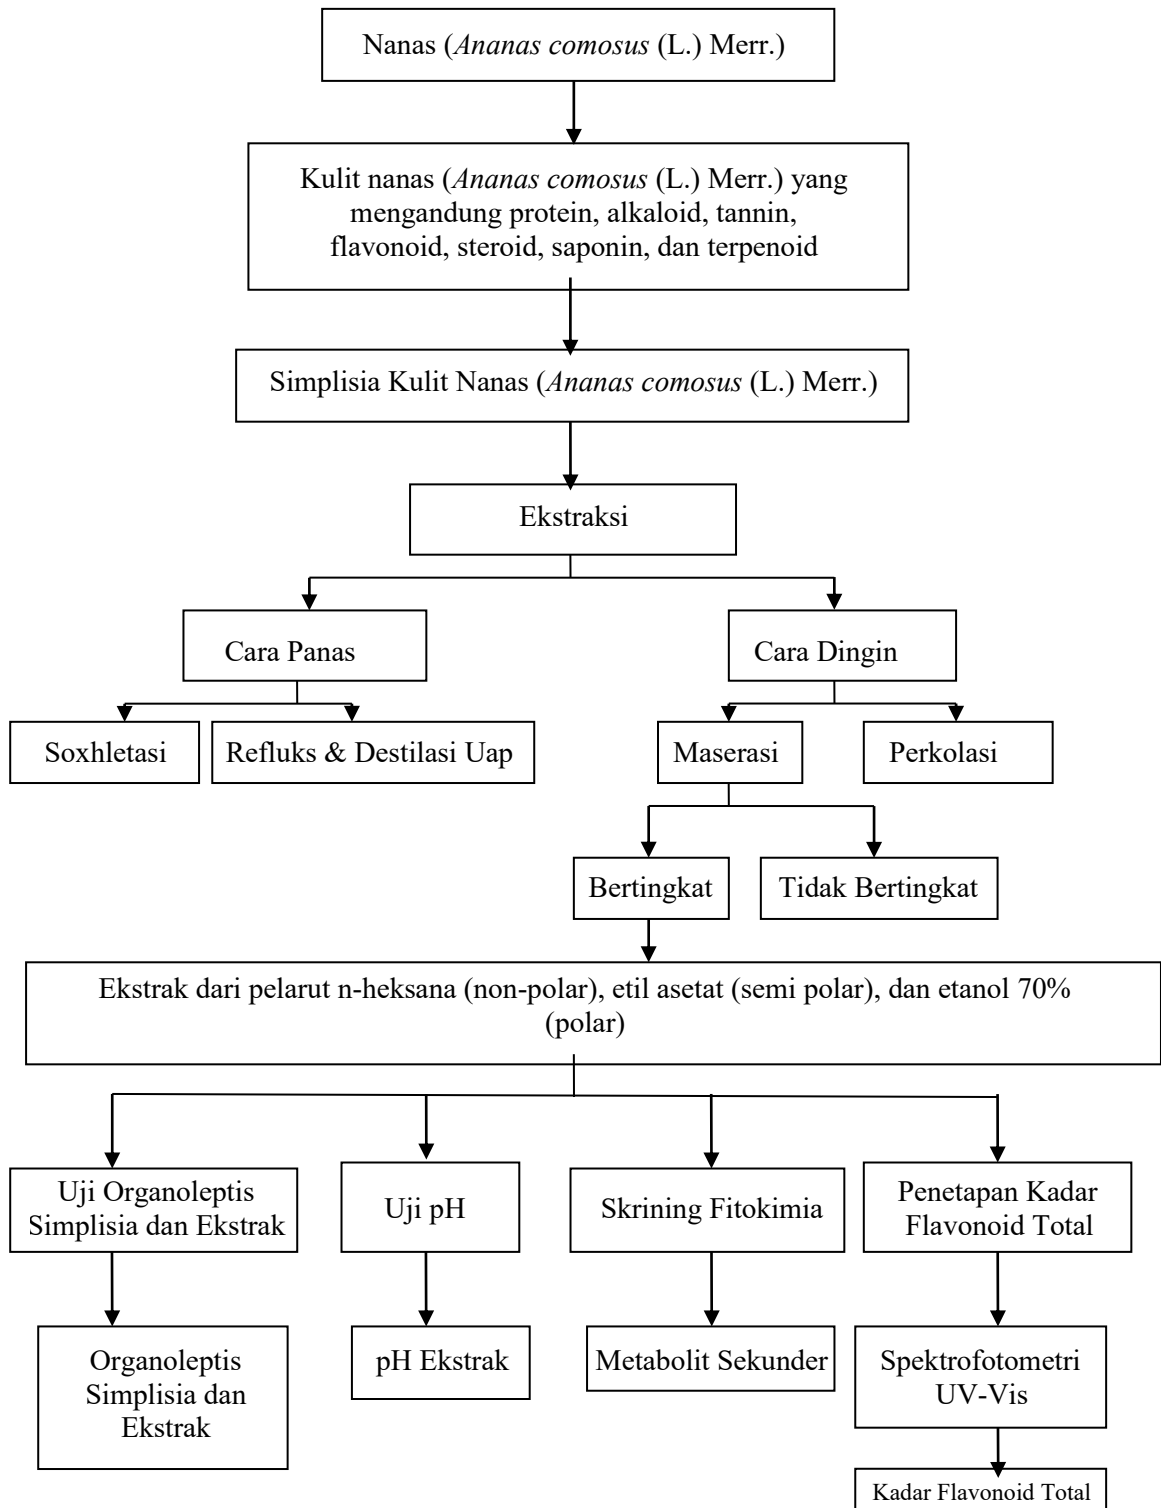 Nanas (Ananas comosus (L.) Merr.)
Kulit nanas (Ananas comosus (L.) Merr.) yang
mengandung protein, alkaloid, tannin,
flavonoid, steroid, saponin, dan terpenoid
Simplisia Kulit Nanas (Ananas comosus (L.) Merr.)
Ekstraksi
Cara Panas
Cara Dingin
Soxhletasi
Refluks & Destilasi Uap
Maserasi
Perkolasi
Bertingkat
Tidak Bertingkat
Ekstrak dari pelarut n-heksana (non-polar), etil asetat (semi polar), dan etanol 70%
(polar)
Uji Organoleptis
Simplisia dan Ekstrak
Uji pH
Skrining Fitokimia
Penetapan Kadar
Flavonoid Total
Organoleptis
Simplisia dan
Ekstrak
pH Ekstrak
Metabolit Sekunder
Spektrofotometri
UV-Vis
Kadar Flavonoid Total